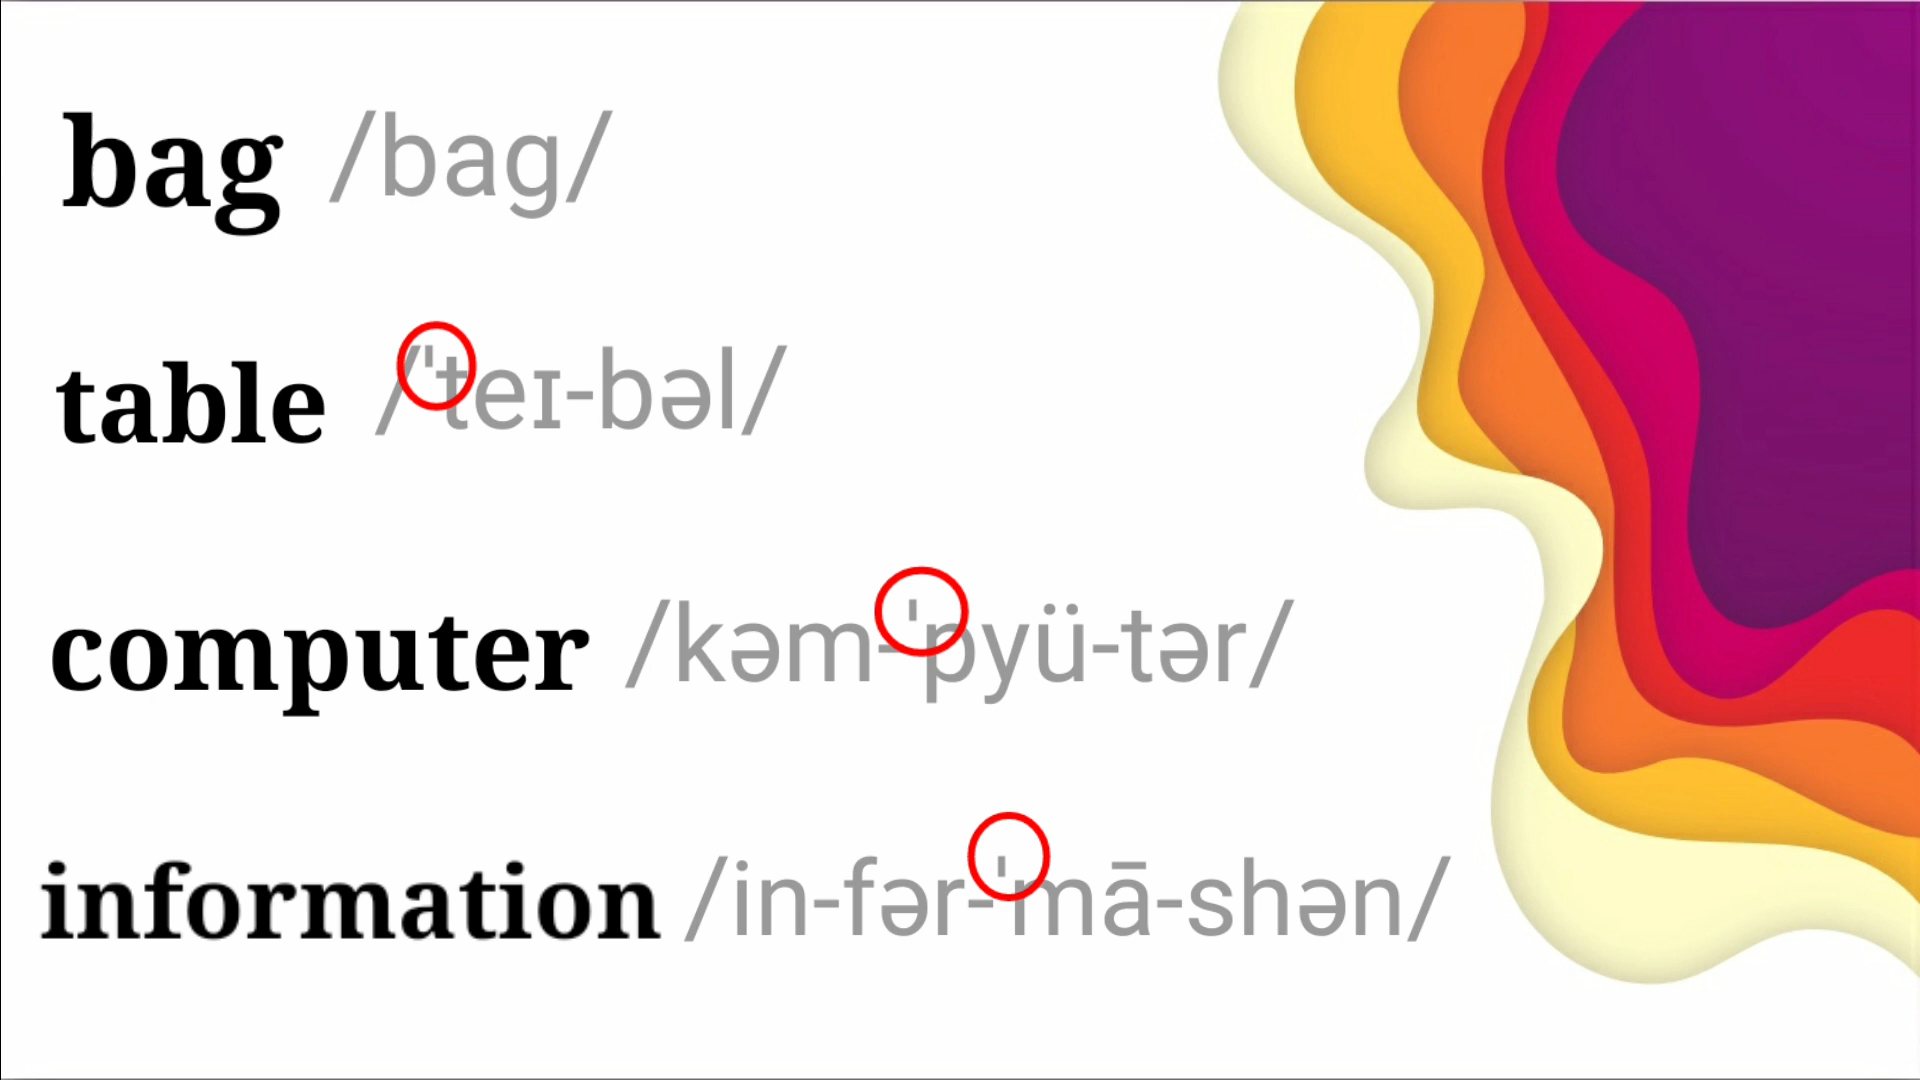 bag /bag/
table /ˈteɪ-bəl/
computer /kəm-ˈpyü-tər/
information /in-fər-ˈmā-shən/